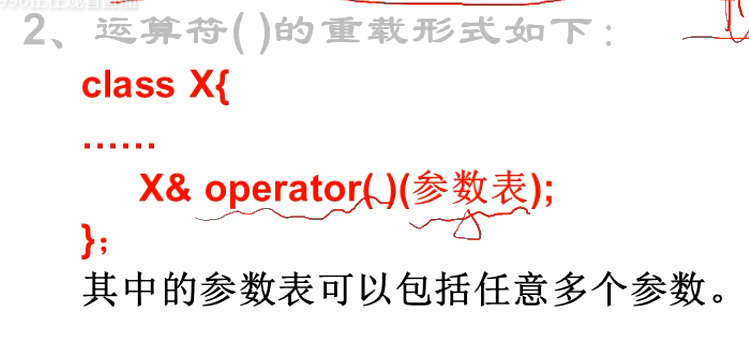 2、运算符( )的重载形式如下：
class X{
……
X& operator( )(参数表);
};
其中的参数表可以包括任意多个参数。